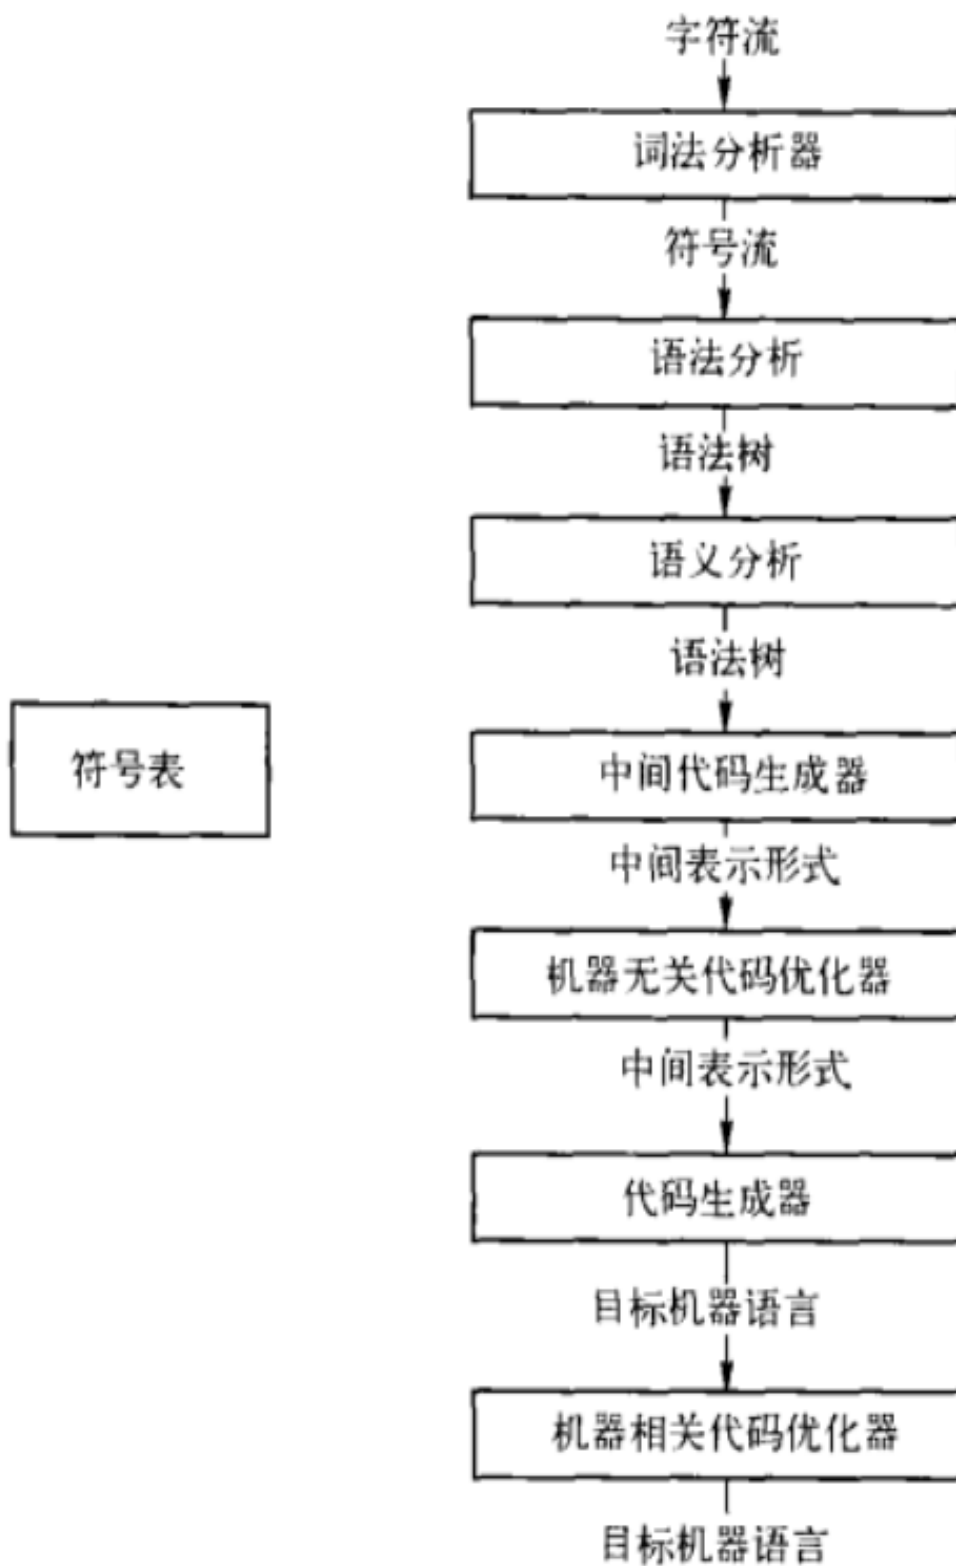 字符流
词法分析器
符号流
语法分析
语法树
语义分析
语法树
符号表
中间代码生成器
中间表示形式
机器无关代码优化器
中间表示形式
代码生成器
目标机器语言
机器相关代码优化器
目标机器语言